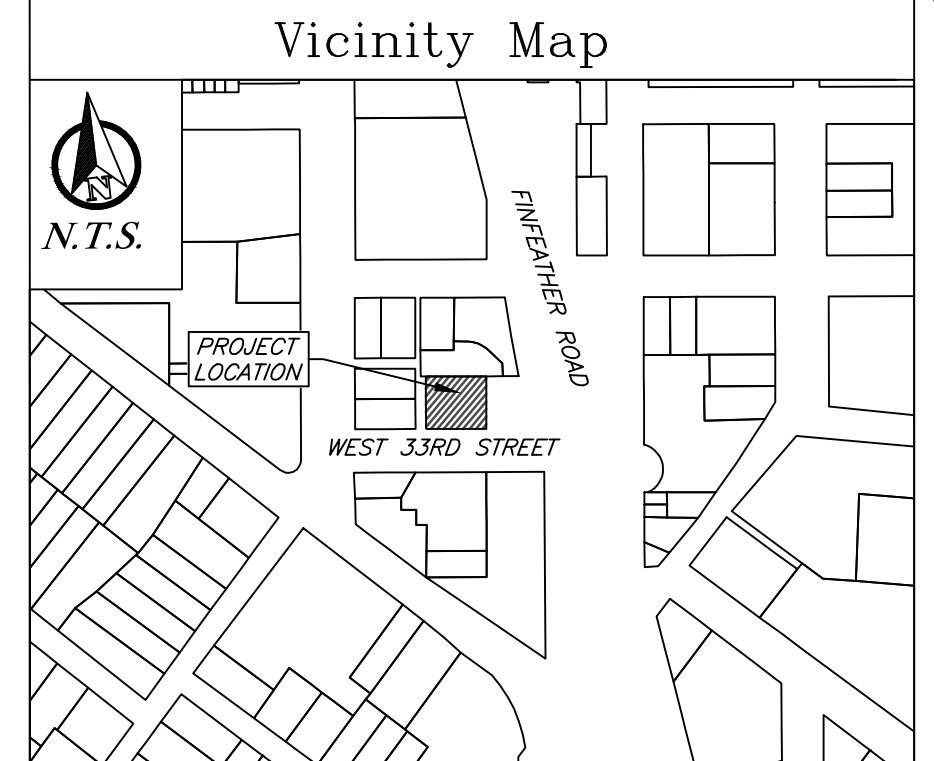 Vicinity Map
N
N.T.S.
FINFEATHER ROAD
PROJECT
LOCATION
WEST 33RD STREET